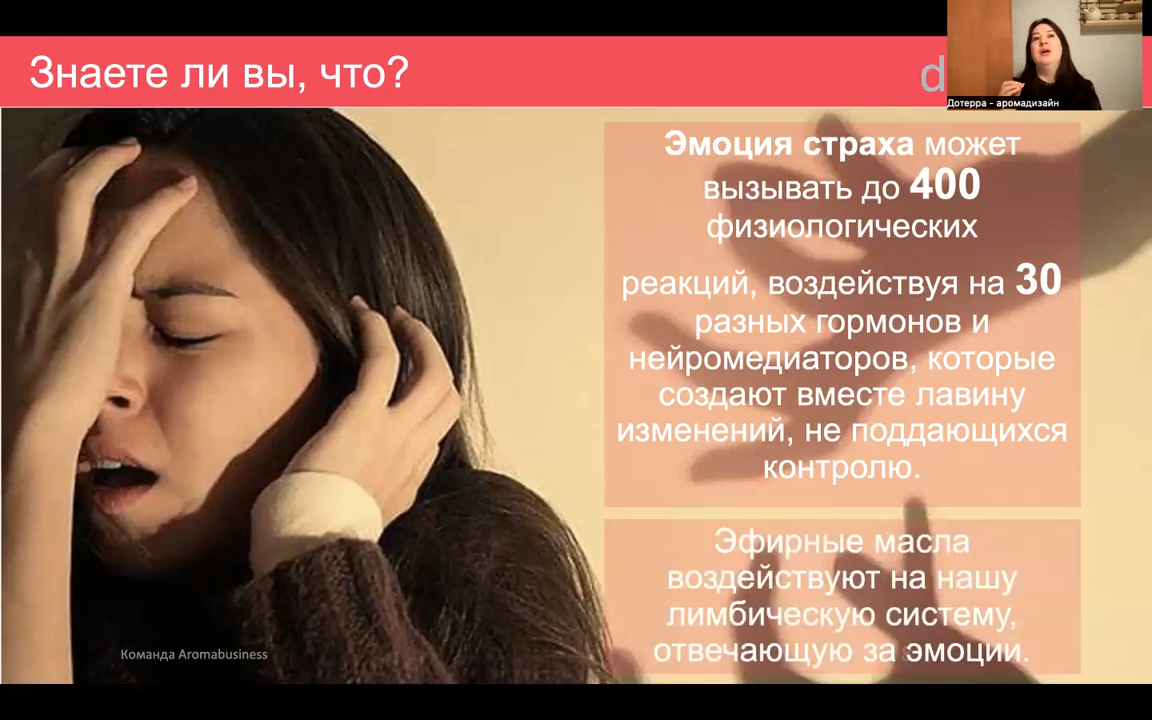 Знаете ли вы, что?
d
Дотерра - аромадизайн
Эмоция страха может
вызывать до 400
физиологических
реакций, воздействуя на 30
разных гормонов и
нейромедиаторов, которые
создают вместе лавину
изменений, не поддающихся
контролю.
Эфирные масла
воздействуют на нашу
лимбическую систему,
отвечающую за эмоции.
Команда Aromabusiness